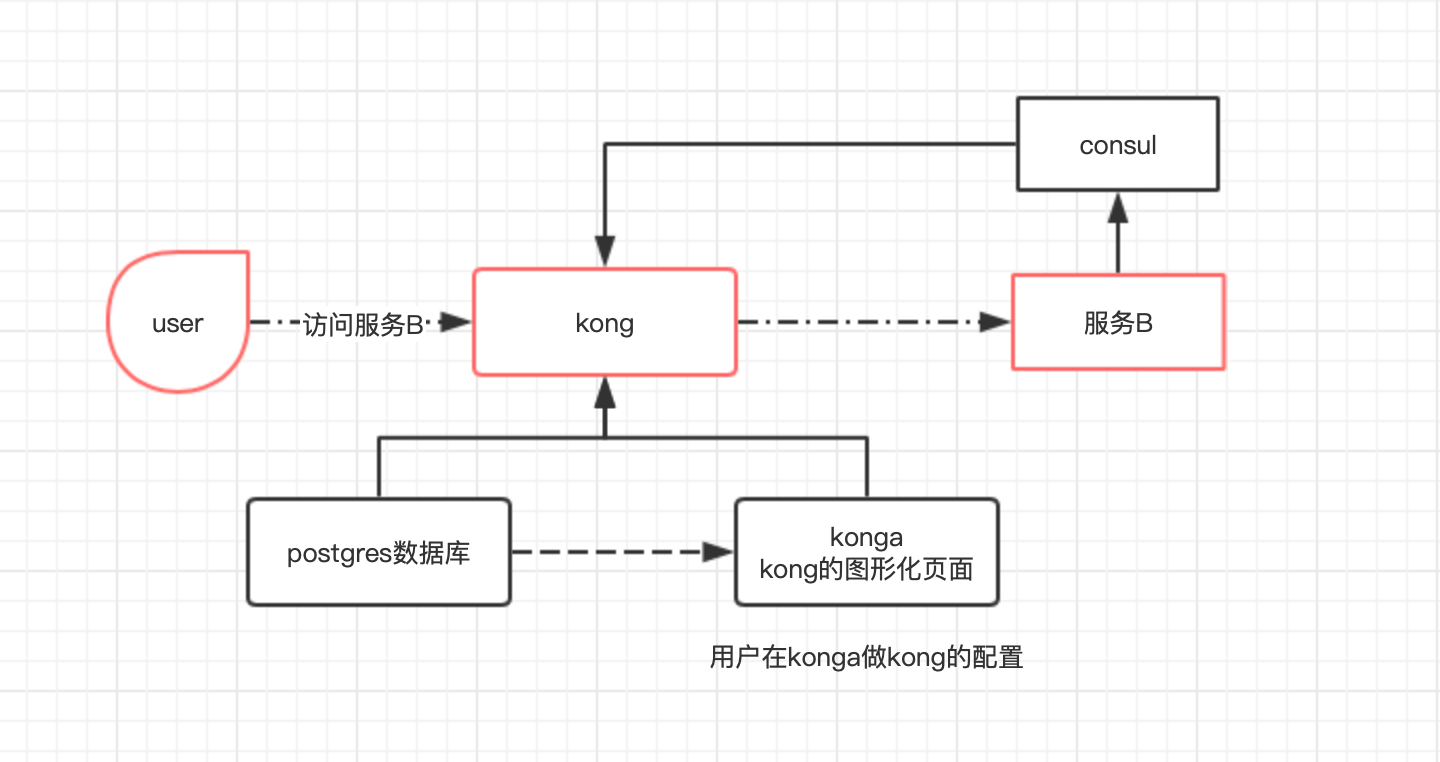 consul
user
访问服务B
kong
服务B
postgres数据库
konga
kong的图形化页面
用户在konga做kong的配置